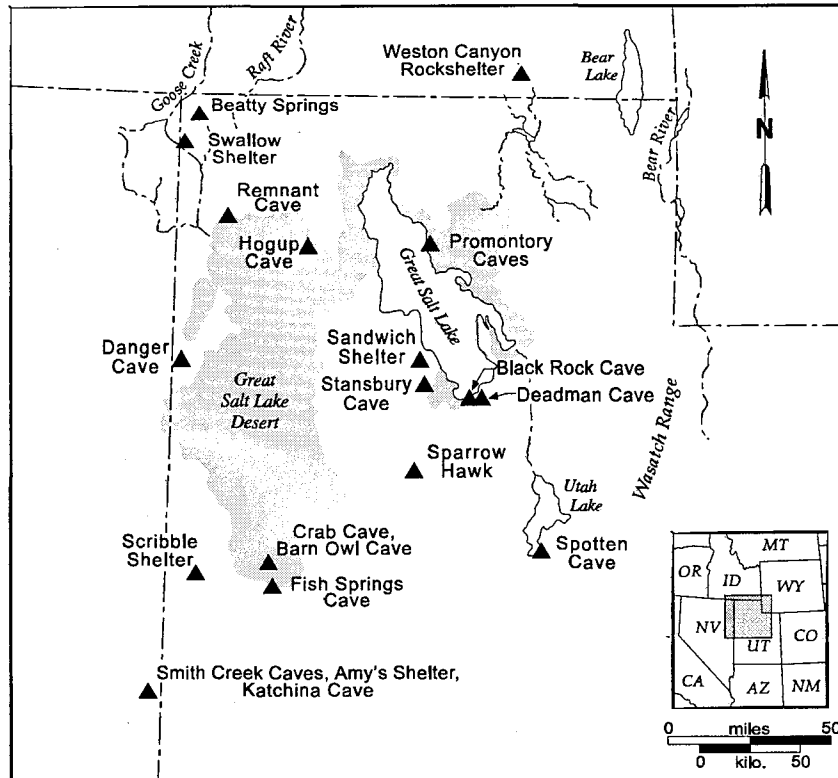 Goose Creek
Raft River
Weston Canyon
Rockshelter
Bear
Lake
Bear River
N
Beatty Springs
Swallow
Shelter
Remnant
Cave
Hogup
Cave
Promontory
Caves
Great Salt Lake
Danger
Cave
Sandwich
Shelter
Stansbury
Cave
Black Rock Cave
Deadman Cave
Great
Salt Lake
Desert
Wasatch Range
Sparrow
Hawk
Utah
Lake
Spotten
Cave
Scribble
Shelter
Crab Cave,
Barn Owl Cave
Fish Springs
Cave
Smith Creek Caves, Amy's Shelter,
Katchina Cave
MT
OR
ID
WY
NV
UT
CO
CA
AZ
NM
0 miles 50
0 kilo. 50